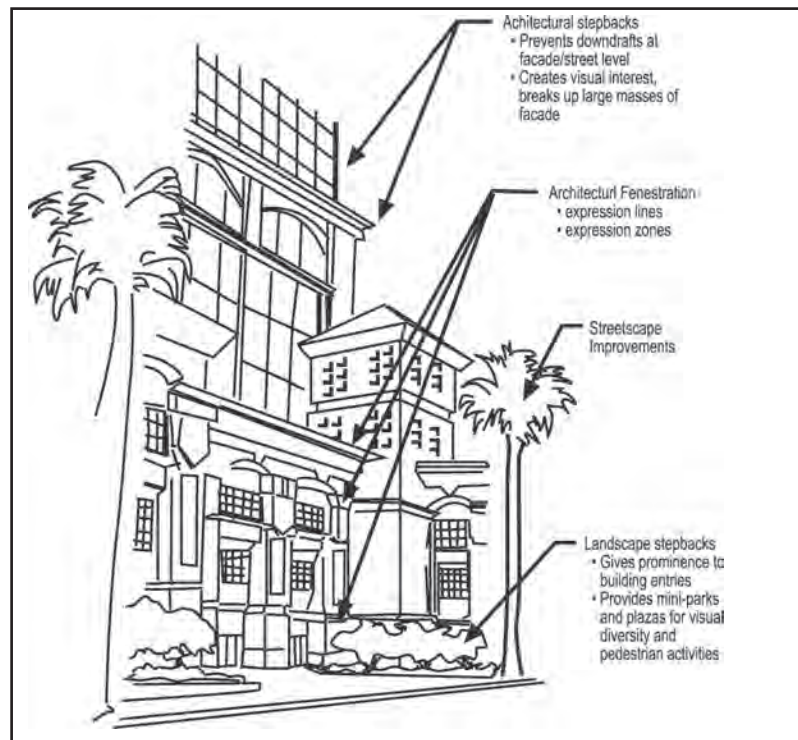 Achitectural stepbacks
• Prevents downdrafts at
facade/street level
• Creates visual interest,
breaks up large masses of
facade
Architecturl Fenestration
• expression lines
• expression zones
Streetscape
Improvements
Landscape stepbacks
• Gives prominence to
building entries
• Provides mini-parks
and plazas for visual
diversity and
pedestrian activities